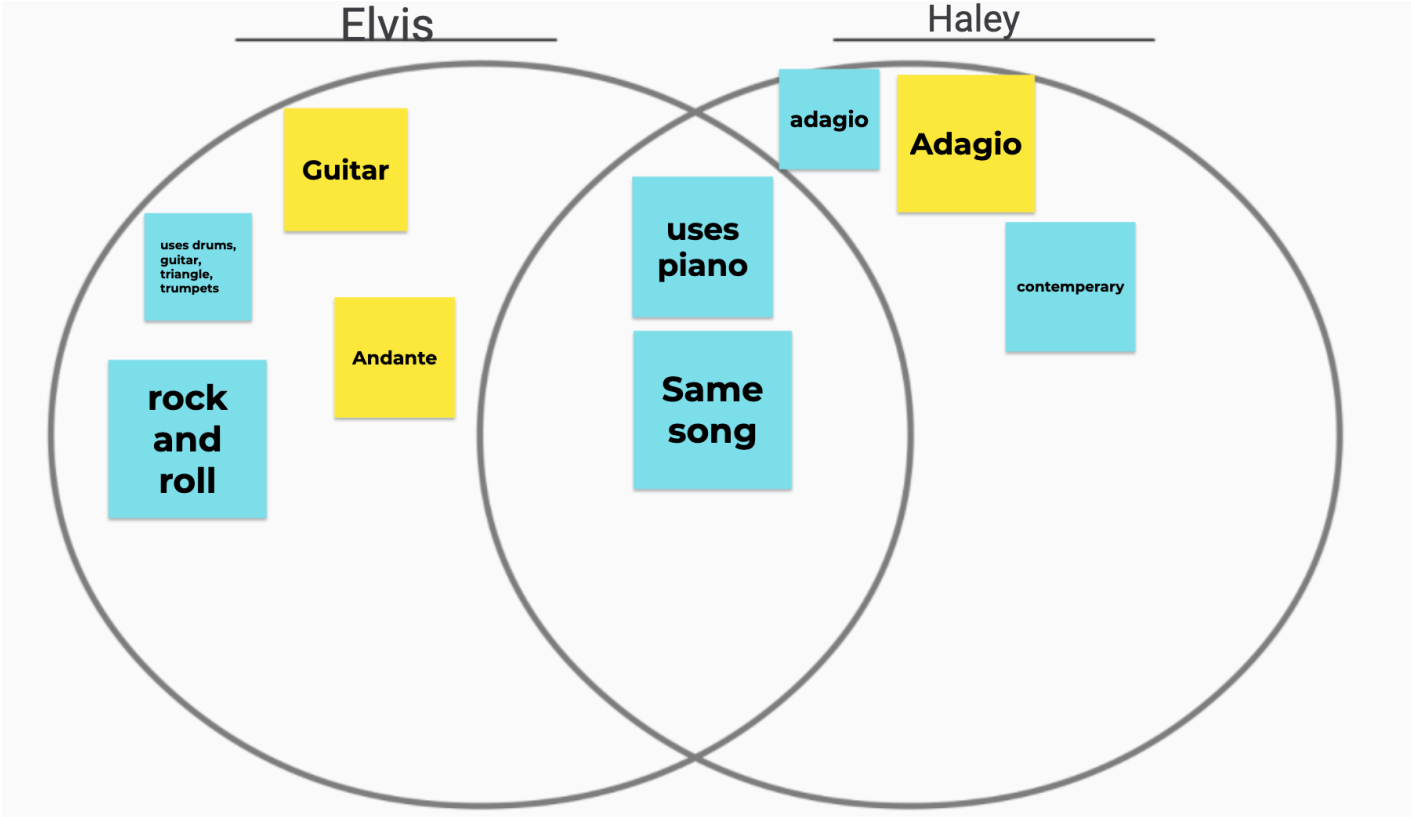 Elvis
Haley
Guitar
uses drums,
guitar,
triangle,
trumpets
Andante
rock
and
roll
uses
piano
Same
song
adagio
Adagio
contemperary